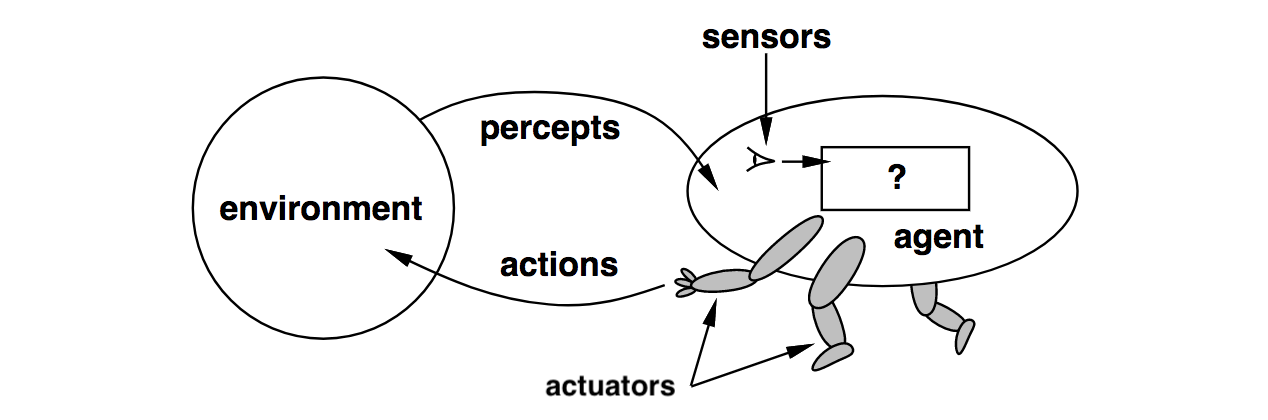 sensors
percepts
?
environment
agent
actions
actuators